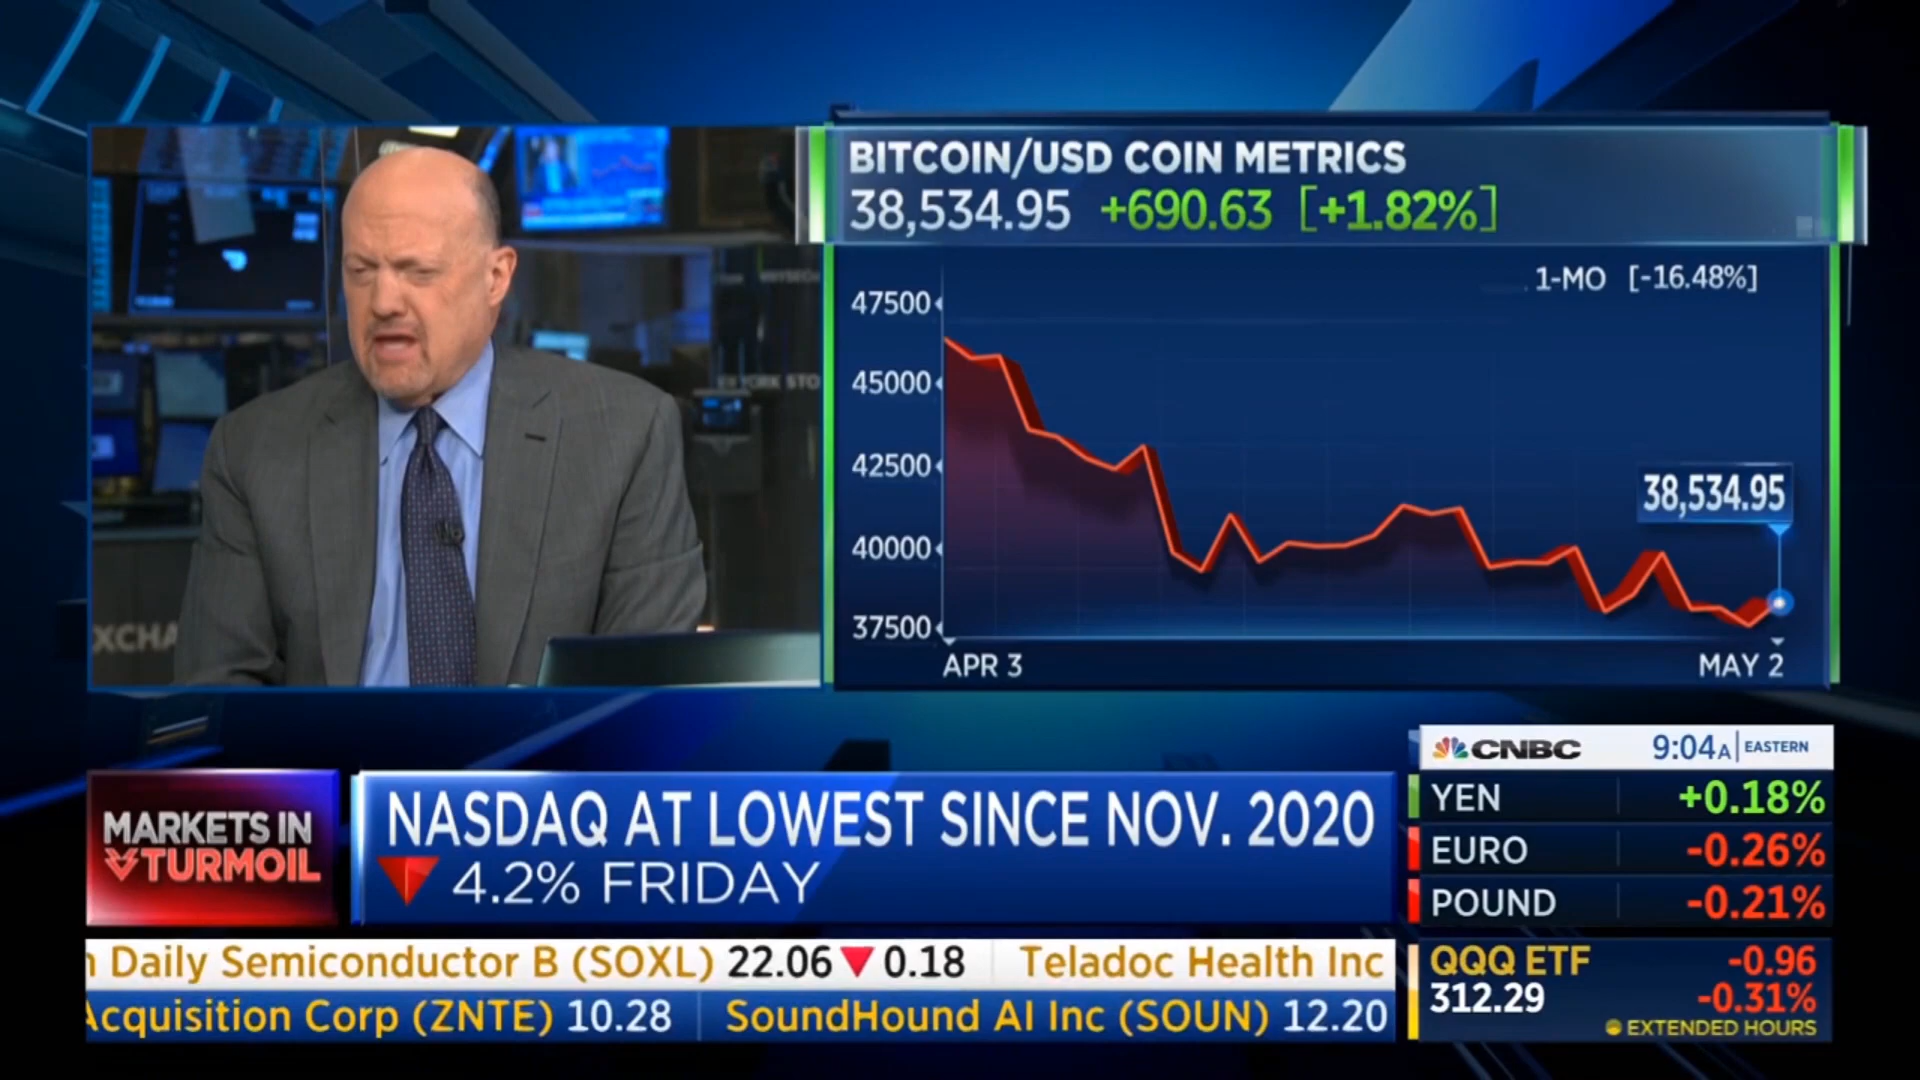 BITCOIN/USD COIN METRICS
38,534.95 +690.63 [+1.82%]
1-MO [-16.48%]
47500
45000
42500
40000
37500
38,534.95
APR 3 MAY 2
XCHA
CNBC 9:04A EASTERN
YEN +0.18%
EURO -0.26%
POUND -0.21%
QQQ ETF -0.96
312.29 -0.31%
EXTENDED HOURS
MARKETS IN
TURMOIL
NASDAQ AT LOWEST SINCE NOV. 2020
4.2% FRIDAY
n Daily Semiconductor B (SOXL) 22.06 0.18 Teladoc Health Inc
Acquisition Corp (ZNTE) 10.28 SoundHound AI Inc (SOUN) 12.20